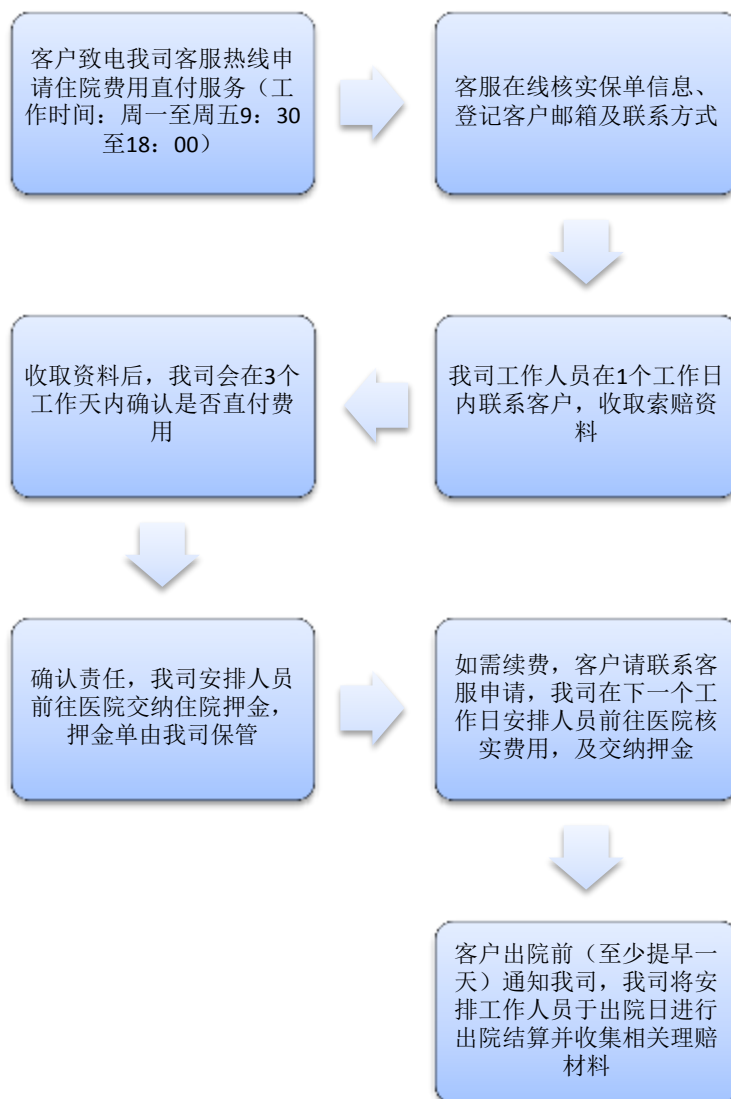 客户致电我司客服热线申
请住院费用直付服务（工
作时间：周一至周五9：30
至18：00）
客服在线核实保单信息、
登记客户邮箱及联系方式
我司工作人员在1个工作日
内联系客户，收取索赔资
料
收取资料后，我司会在3个
工作天内确认是否直付费
用
确认责任，我司安排人员
前往医院交纳住院押金，
押金单由我司保管
如需续费，客户请联系客
服申请，我司在下一个工
作日安排人员前往医院核
实费用，及交纳押金
客户出院前（至少提早一
天）通知我司，我司将安
排工作人员于出院日进行
出院结算并收集相关理赔
材料